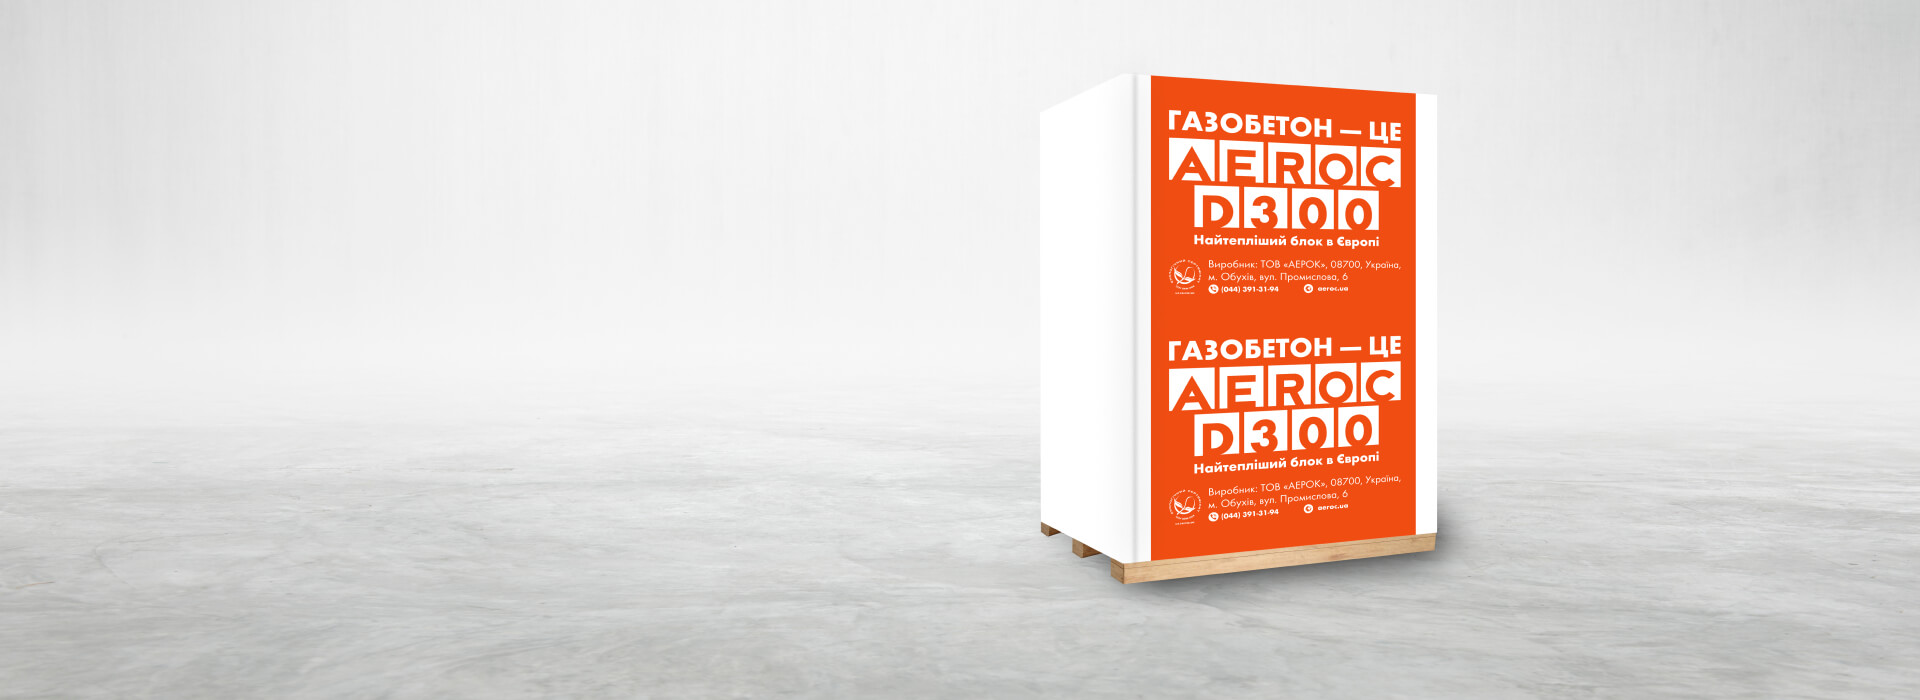 ГАЗОБЕТОН — ЦЕ
AEROC
D300
Найтепліший блок в Європі
Виробник: ТОВ «АЕРОК», 08700, Україна,
м. Обухів, вул. Промислова, 6
(044) 391-31-94 aeroc.ua
ГАЗОБЕТОН — ЦЕ
AEROC
D300
Найтепліший блок в Європі
Виробник: ТОВ «АЕРОК», 08700, Україна,
м. Обухів, вул. Промислова, 6
(044) 391-31-94 aeroc.ua